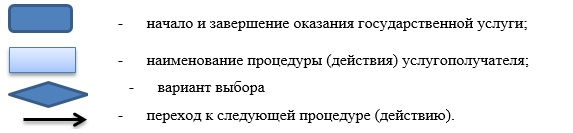 - начало и завершение оказания государственной услуги;
- наименование процедуры (действия) услугополучателя;
- вариант выбора
- переход к следующей процедуре (действию).